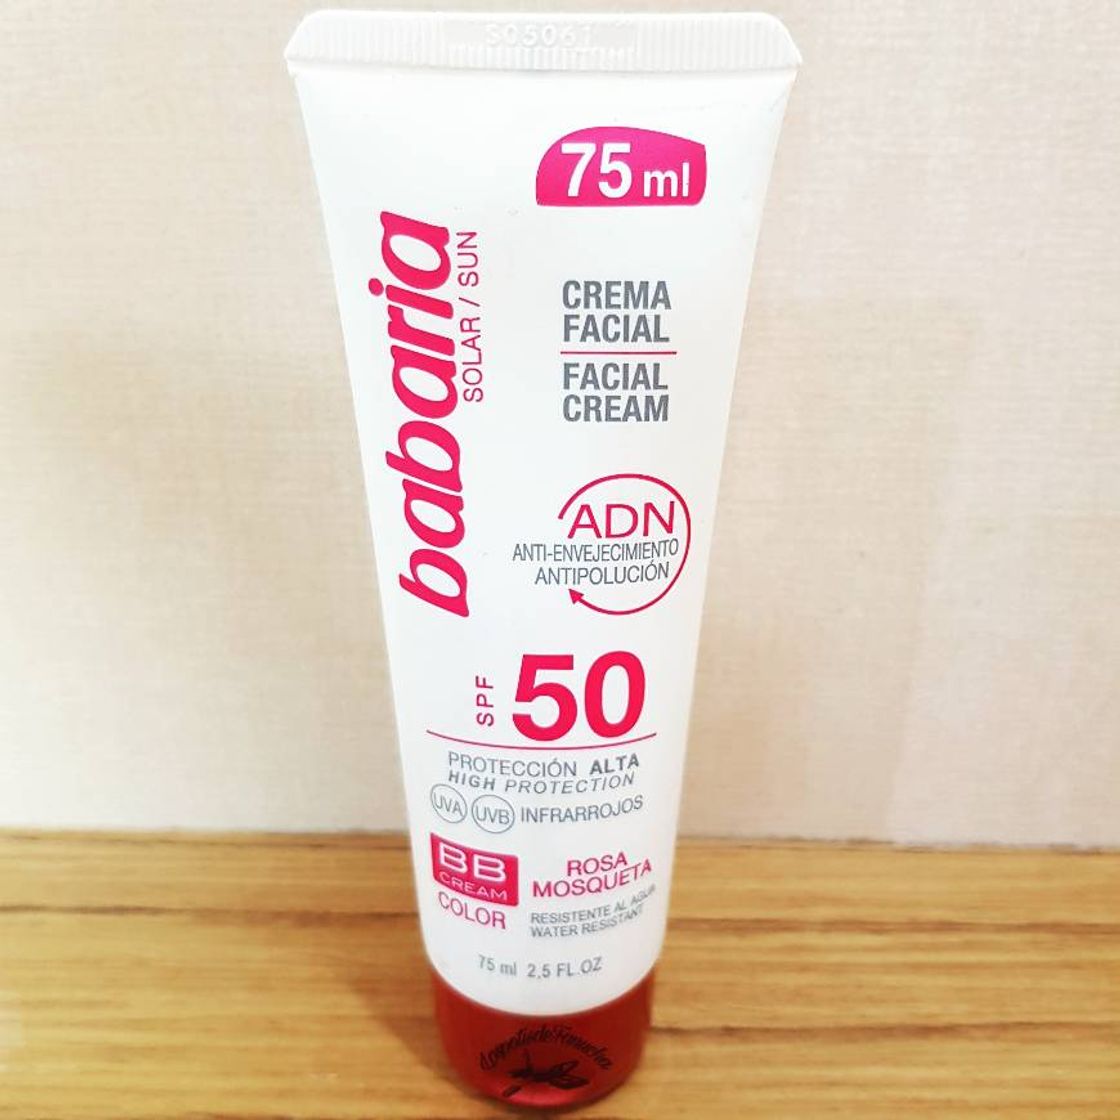 S05061
75 ml
babaria
SOLAR / SUN
CREMA
FACIAL
FACIAL
CREAM
ADN
ANTI-ENVEJECIMIENTO
ANTIPOLUCIÓN
SPF 50
PROTECCIÓN ALTA
HIGH PROTECTION
UVA UVB INFRARROJOS
BB
CREAM
COLOR
ROSA
MOSQUETA
RESISTENTE AL AGUA
WATER RESISTANT
75 ml 2,5 FL.OZ
LospotisdeFanucha